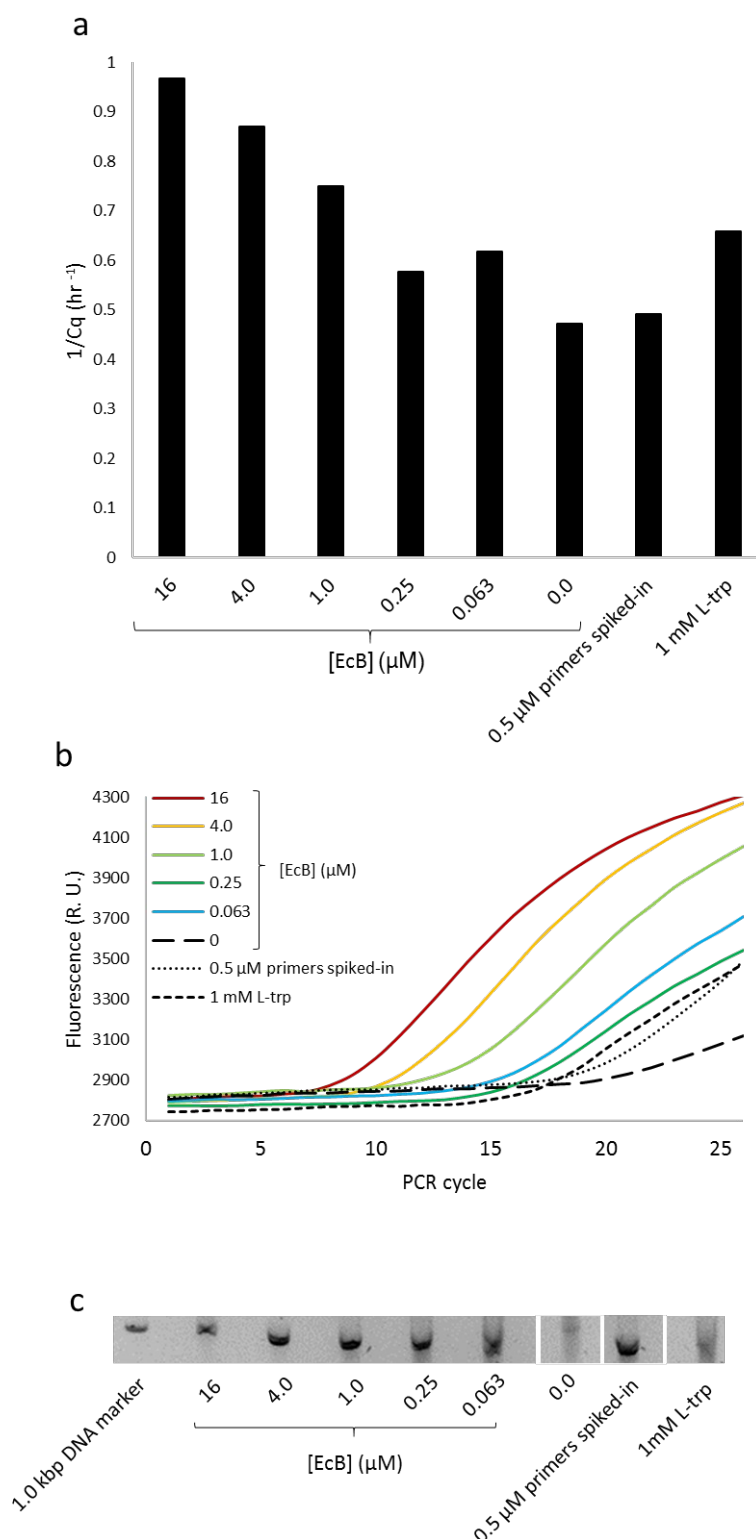 a
1
0.9
0.8
0.7
0.6
0.5
0.4
0.3
0.2
0.1
0
1/Cq (hr ⁻¹)
16
4.0
1.0
0.25
0.063
0.0
0.5 µM primers spiked-in
1 mM L-trp
[EcB] (µM)
b
4300
4100
3900
3700
3500
3300
3100
2900
2700
Fluorescence (R. U.)
16
4.0
1.0
0.25
0.063
0
[EcB] (µM)
0.5 µM primers spiked-in
1 mM L-trp
0 5 10 15 20 25
PCR cycle
c
1.0 kbp DNA marker
16
4.0
1.0
0.25
0.063
0.0
0.5 µM primers spiked-in
1mM L-trp
[EcB] (µM)